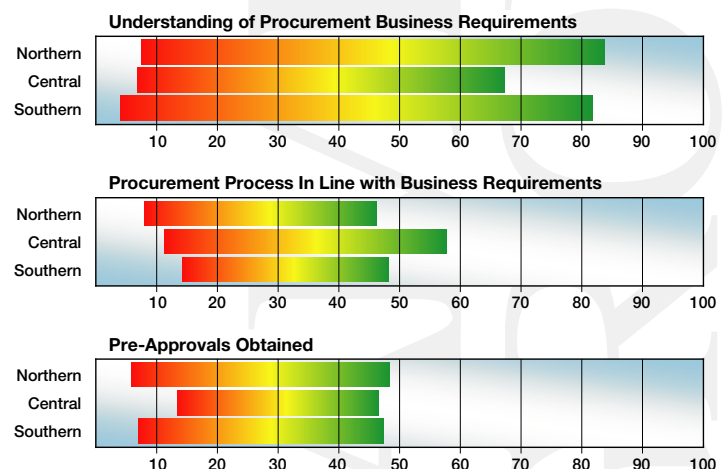 Understanding of Procurement Business Requirements
Northern
Central
Southern
10 20 30 40 50 60 70 80 90 100
Procurement Process In Line with Business Requirements
Northern
Central
Southern
10 20 30 40 50 60 70 80 90 100
Pre-Approvals Obtained
Northern
Central
Southern
10 20 30 40 50 60 70 80 90 100